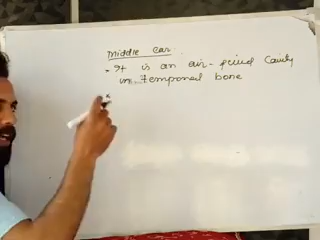 Middle ear
- It is an air-filled Cavity
in temporal bone